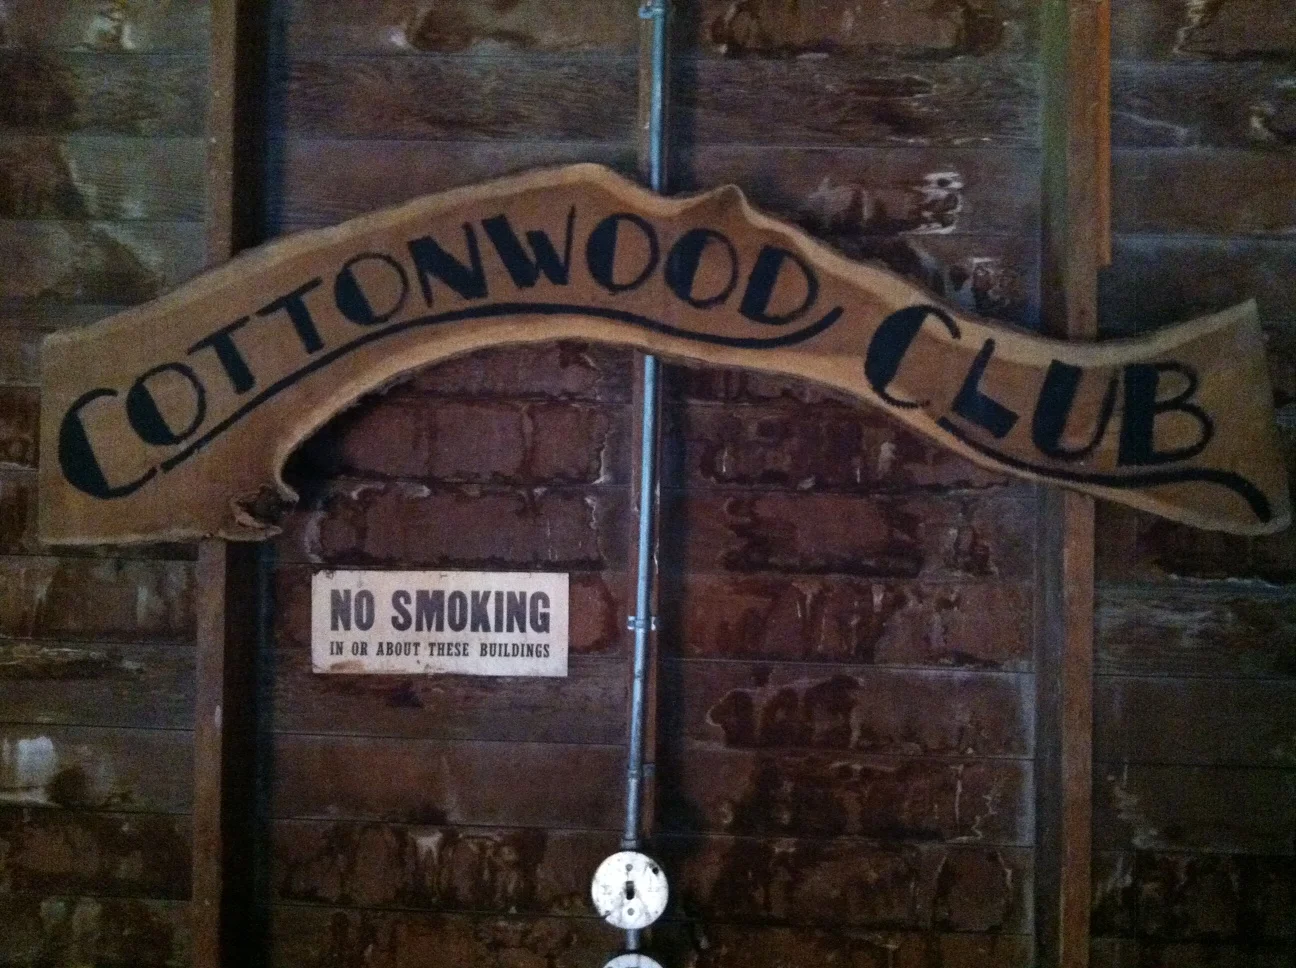 COTTONWOOD CLUB
NO SMOKING
IN OR ABOUT THESE BUILDINGS